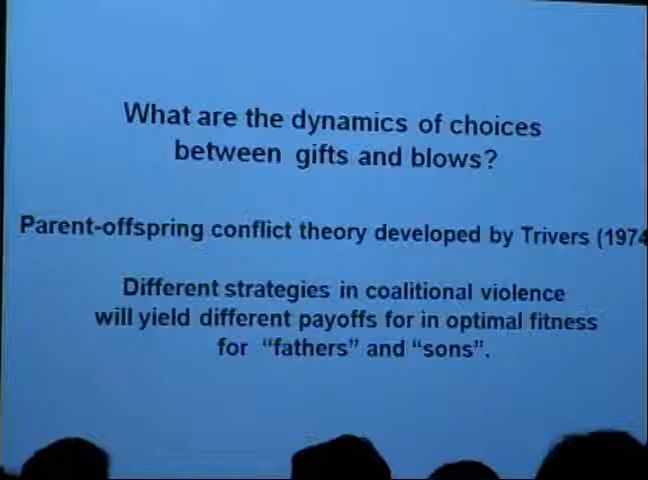 What are the dynamics of choices
between gifts and blows?
Parent-offspring conflict theory developed by Trivers (1974
Different strategies in coalitional violence
will yield different payoffs for in optimal fitness
for “fathers” and “sons”.